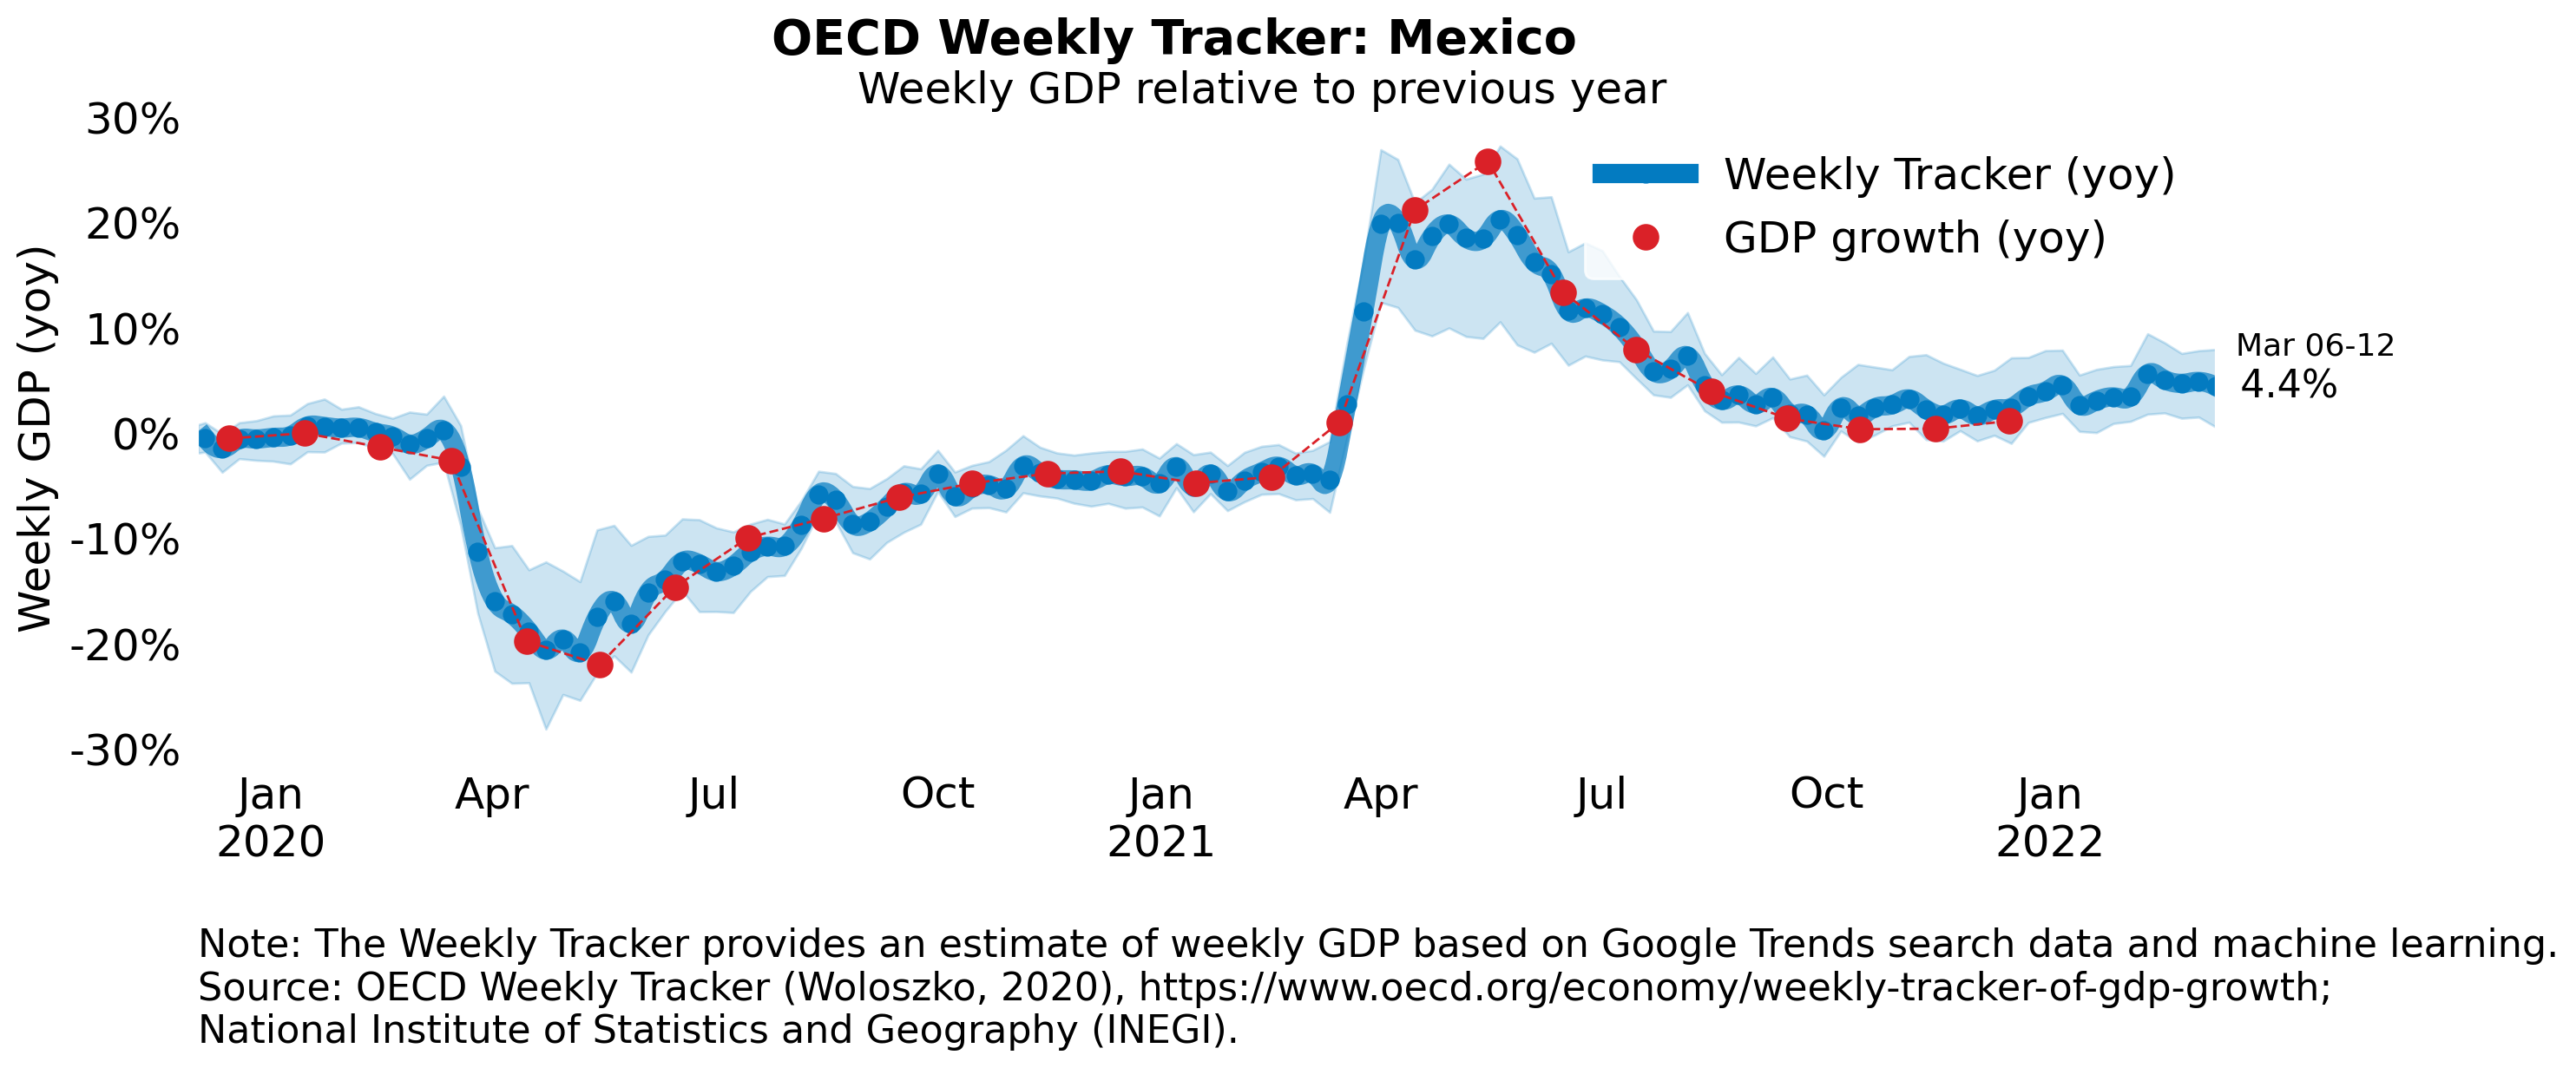 OECD Weekly Tracker: Mexico
Weekly GDP relative to previous year
Weekly GDP (yoy)
30%
20%
10%
0%
-10%
-20%
-30%
Weekly Tracker (yoy)
GDP growth (yoy)
Mar 06-12
4.4%
Jan Apr Jul Oct Jan Apr Jul Oct Jan
2020 2021 2022
Note: The Weekly Tracker provides an estimate of weekly GDP based on Google Trends search data and machine learning.
Source: OECD Weekly Tracker (Woloszko, 2020), https://www.oecd.org/economy/weekly-tracker-of-gdp-growth;
National Institute of Statistics and Geography (INEGI).